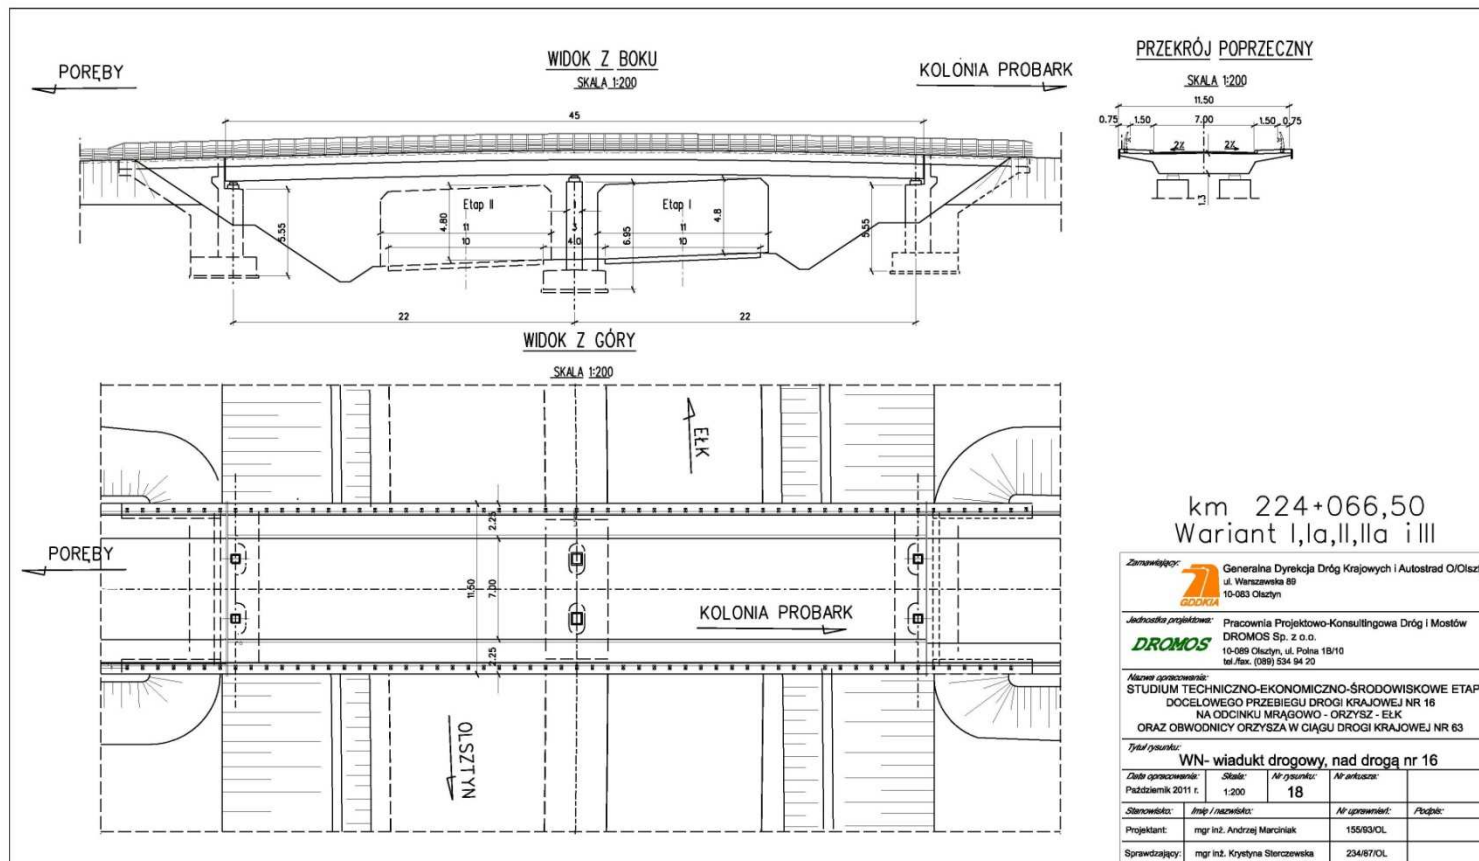 WIDOK Z BOKU
SKALA 1:200
PORĘBY
KOLONIA PROBARK
PRZEKRÓJ POPRZECZNY
SKALA 1:200
11.50
0.75 1.50 7.00 1.50 0.75
2% 2%
1.3
45
Etap II
Etap I
5.55
4.80
11
10
3
4.0
6.95
4.8
11
10
5.55
22
22
WIDOK Z GÓRY
SKALA 1:200
EŁK
2.25
PORĘBY
11.50
7.00
KOLONIA PROBARK
2.25
OLSZTYN
km 224+066,50
Wariant I,Ia,II,IIa i III
Zamawiający:
GDDKIA
Generalna Dyrekcja Dróg Krajowych i Autostrad O/Olszt
ul. Warszawska 89
10-083 Olsztyn
Jednostka projektowa:
DROMOS
Pracownia Projektowo-Konsultingowa Dróg i Mostów
DROMOS Sp. z o.o.
10-089 Olsztyn, ul. Polna 1B/10
tel./fax. (089) 534 94 20
Nazwa opracowania:
STUDIUM TECHNICZNO-EKONOMICZNO-ŚRODOWISKOWE ETAP
DOCELOWEGO PRZEBIEGU DROGI KRAJOWEJ NR 16
NA ODCINKU MRĄGOWO - ORZYSZ - EŁK
ORAZ OBWODNICY ORZYSZA W CIĄGU DROGI KRAJOWEJ NR 63
Tytuł rysunku:
WN- wiadukt drogowy, nad drogą nr 16
Data opracowania: Skala: Nr rysunku: Nr arkusza:
Październik 2011 r. 1:200 18
Stanowisko: Imię i nazwisko: Nr uprawnień: Podpis:
Projektant: mgr inż. Andrzej Marciniak 155/93/OL
Sprawdzający: mgr inż. Krystyna Sterczewska 234/87/OL